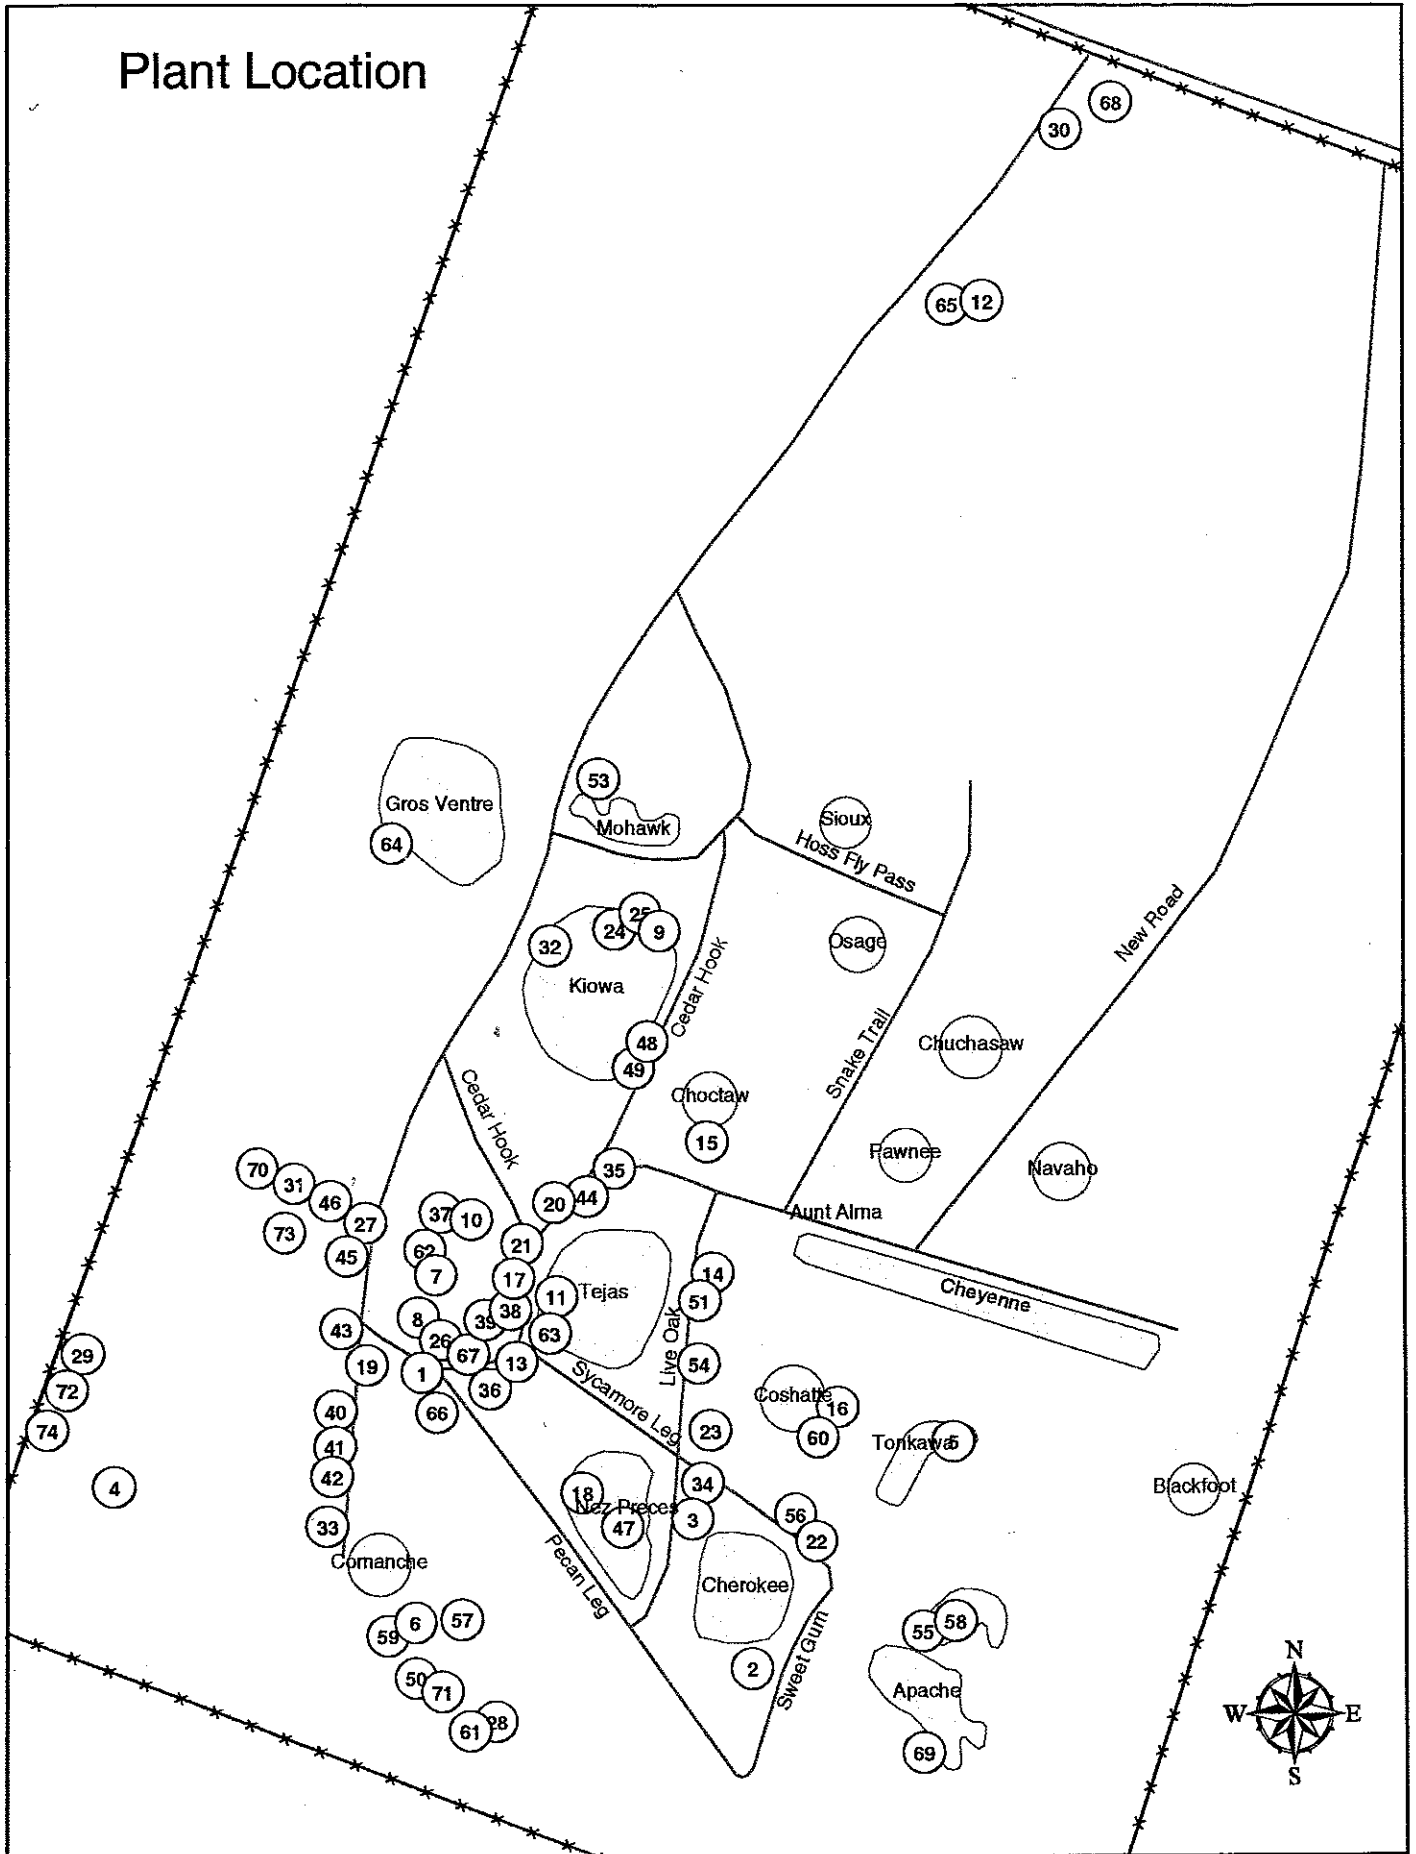 Plant Location
68
30
65
12
53
Gros Ventre
Mohawk
Sioux
64
Hoss Fly Pass
25
24
9
32
Osage
New Road
Kiowa
Cedar Hook
48
Chuchasaw
49
Snake Trail
Cedar Hook
Choctaw
15
Pawnee
Navaho
70
31
46
35
44
20
27
37
10
Aunt Alma
73
21
45
62
7
17
14
Tejas
11
51
Cheyenne
8
39
38
43
26
63
Live Oak
29
67
13
54
19
1
72
36
Sycamore Leg
Coshatte
16
40
66
74
23
60
Tonkawa
5
41
42
34
4
18
Nez Preces
Blackfoot
3
56
47
33
22
Comanche
Pecan Leg
Cherokee
6
57
59
55
58
Sweet Gum
2
50
71
Apache
N
W
E
S
61
28
69